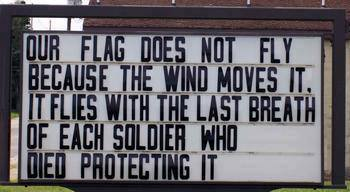 OUR FLAG DOES NOT FLY
BECAUSE THE WIND MOVES IT,
IT FLIES WITH THE LAST BREATH
OF EACH SOLDIER WHO
DIED PROTECTING IT